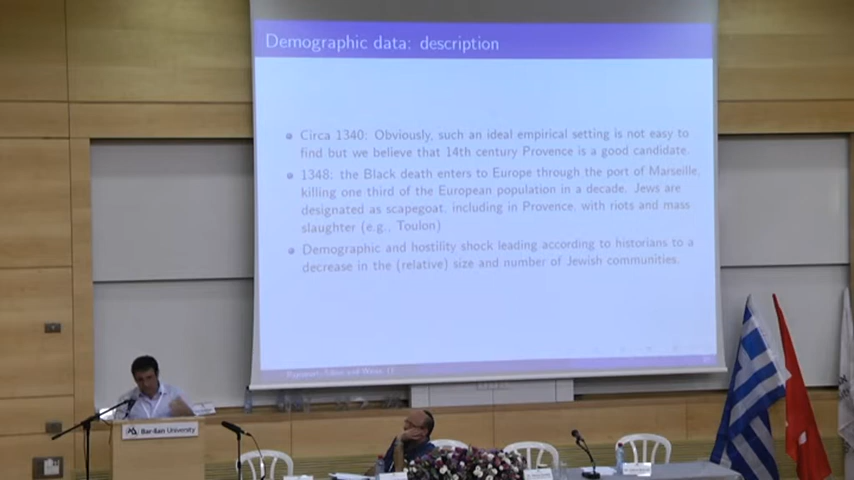 Demographic data: description
Circa 1340: Obviously, such an ideal empirical setting is not easy to
find but we believe that 14th century Provence is a good candidate.
1348: the Black death enters to Europe through the port of Marseille,
killing one third of the European population in a decade. Jews are
designated as scapegoat, including in Provence, with riots and mass
slaughter (e.g., Toulon)
Demographic and hostility shock leading according to historians to a
decrease in the (relative) size and number of Jewish communities.
Bar-Ilan University